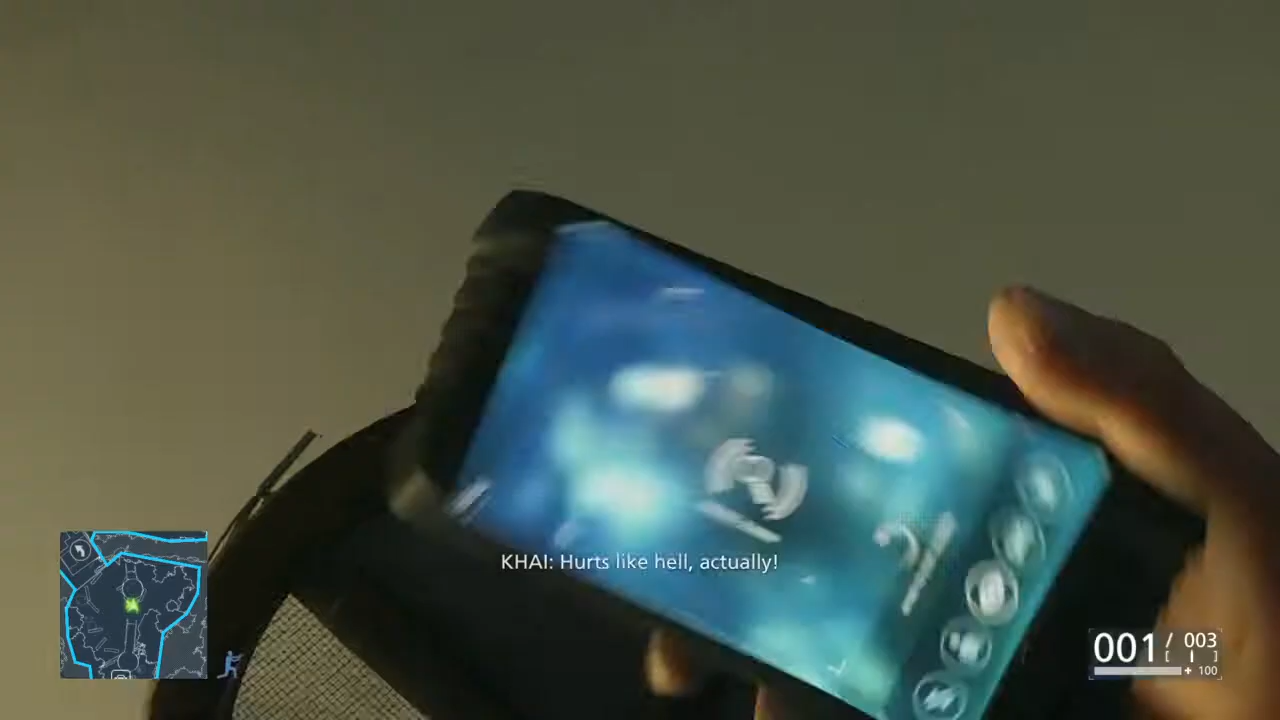 KHAI: Hurts like hell, actually!
001 / 003
[ ׀ ]
+ 100